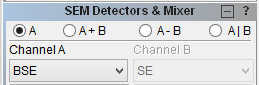 SEM Detectors & Mixer – ?
A A + B A - B A | B
Channel A Channel B
BSE SE